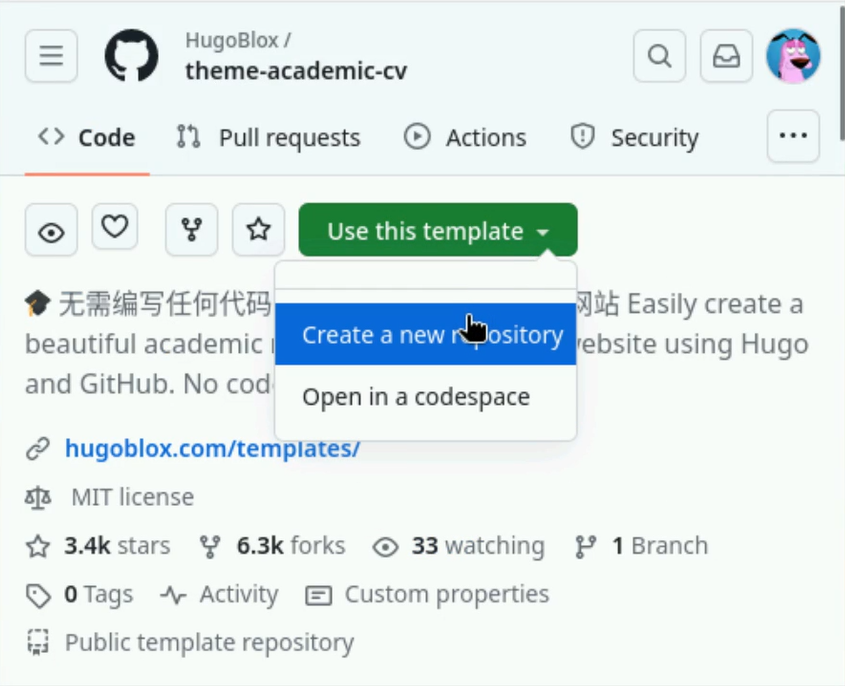 HugoBlox /
theme-academic-cv
Code Pull requests Actions Security
Use this template
🎓 无需编写任何代码 网站 Easily create a
Create a new repository
beautiful academic website using Hugo
and GitHub. No
Open in a codespace
hugoblox.com/templates/
MIT license
3.4k stars 6.3k forks 33 watching 1 Branch
0 Tags Activity Custom properties
Public template repository